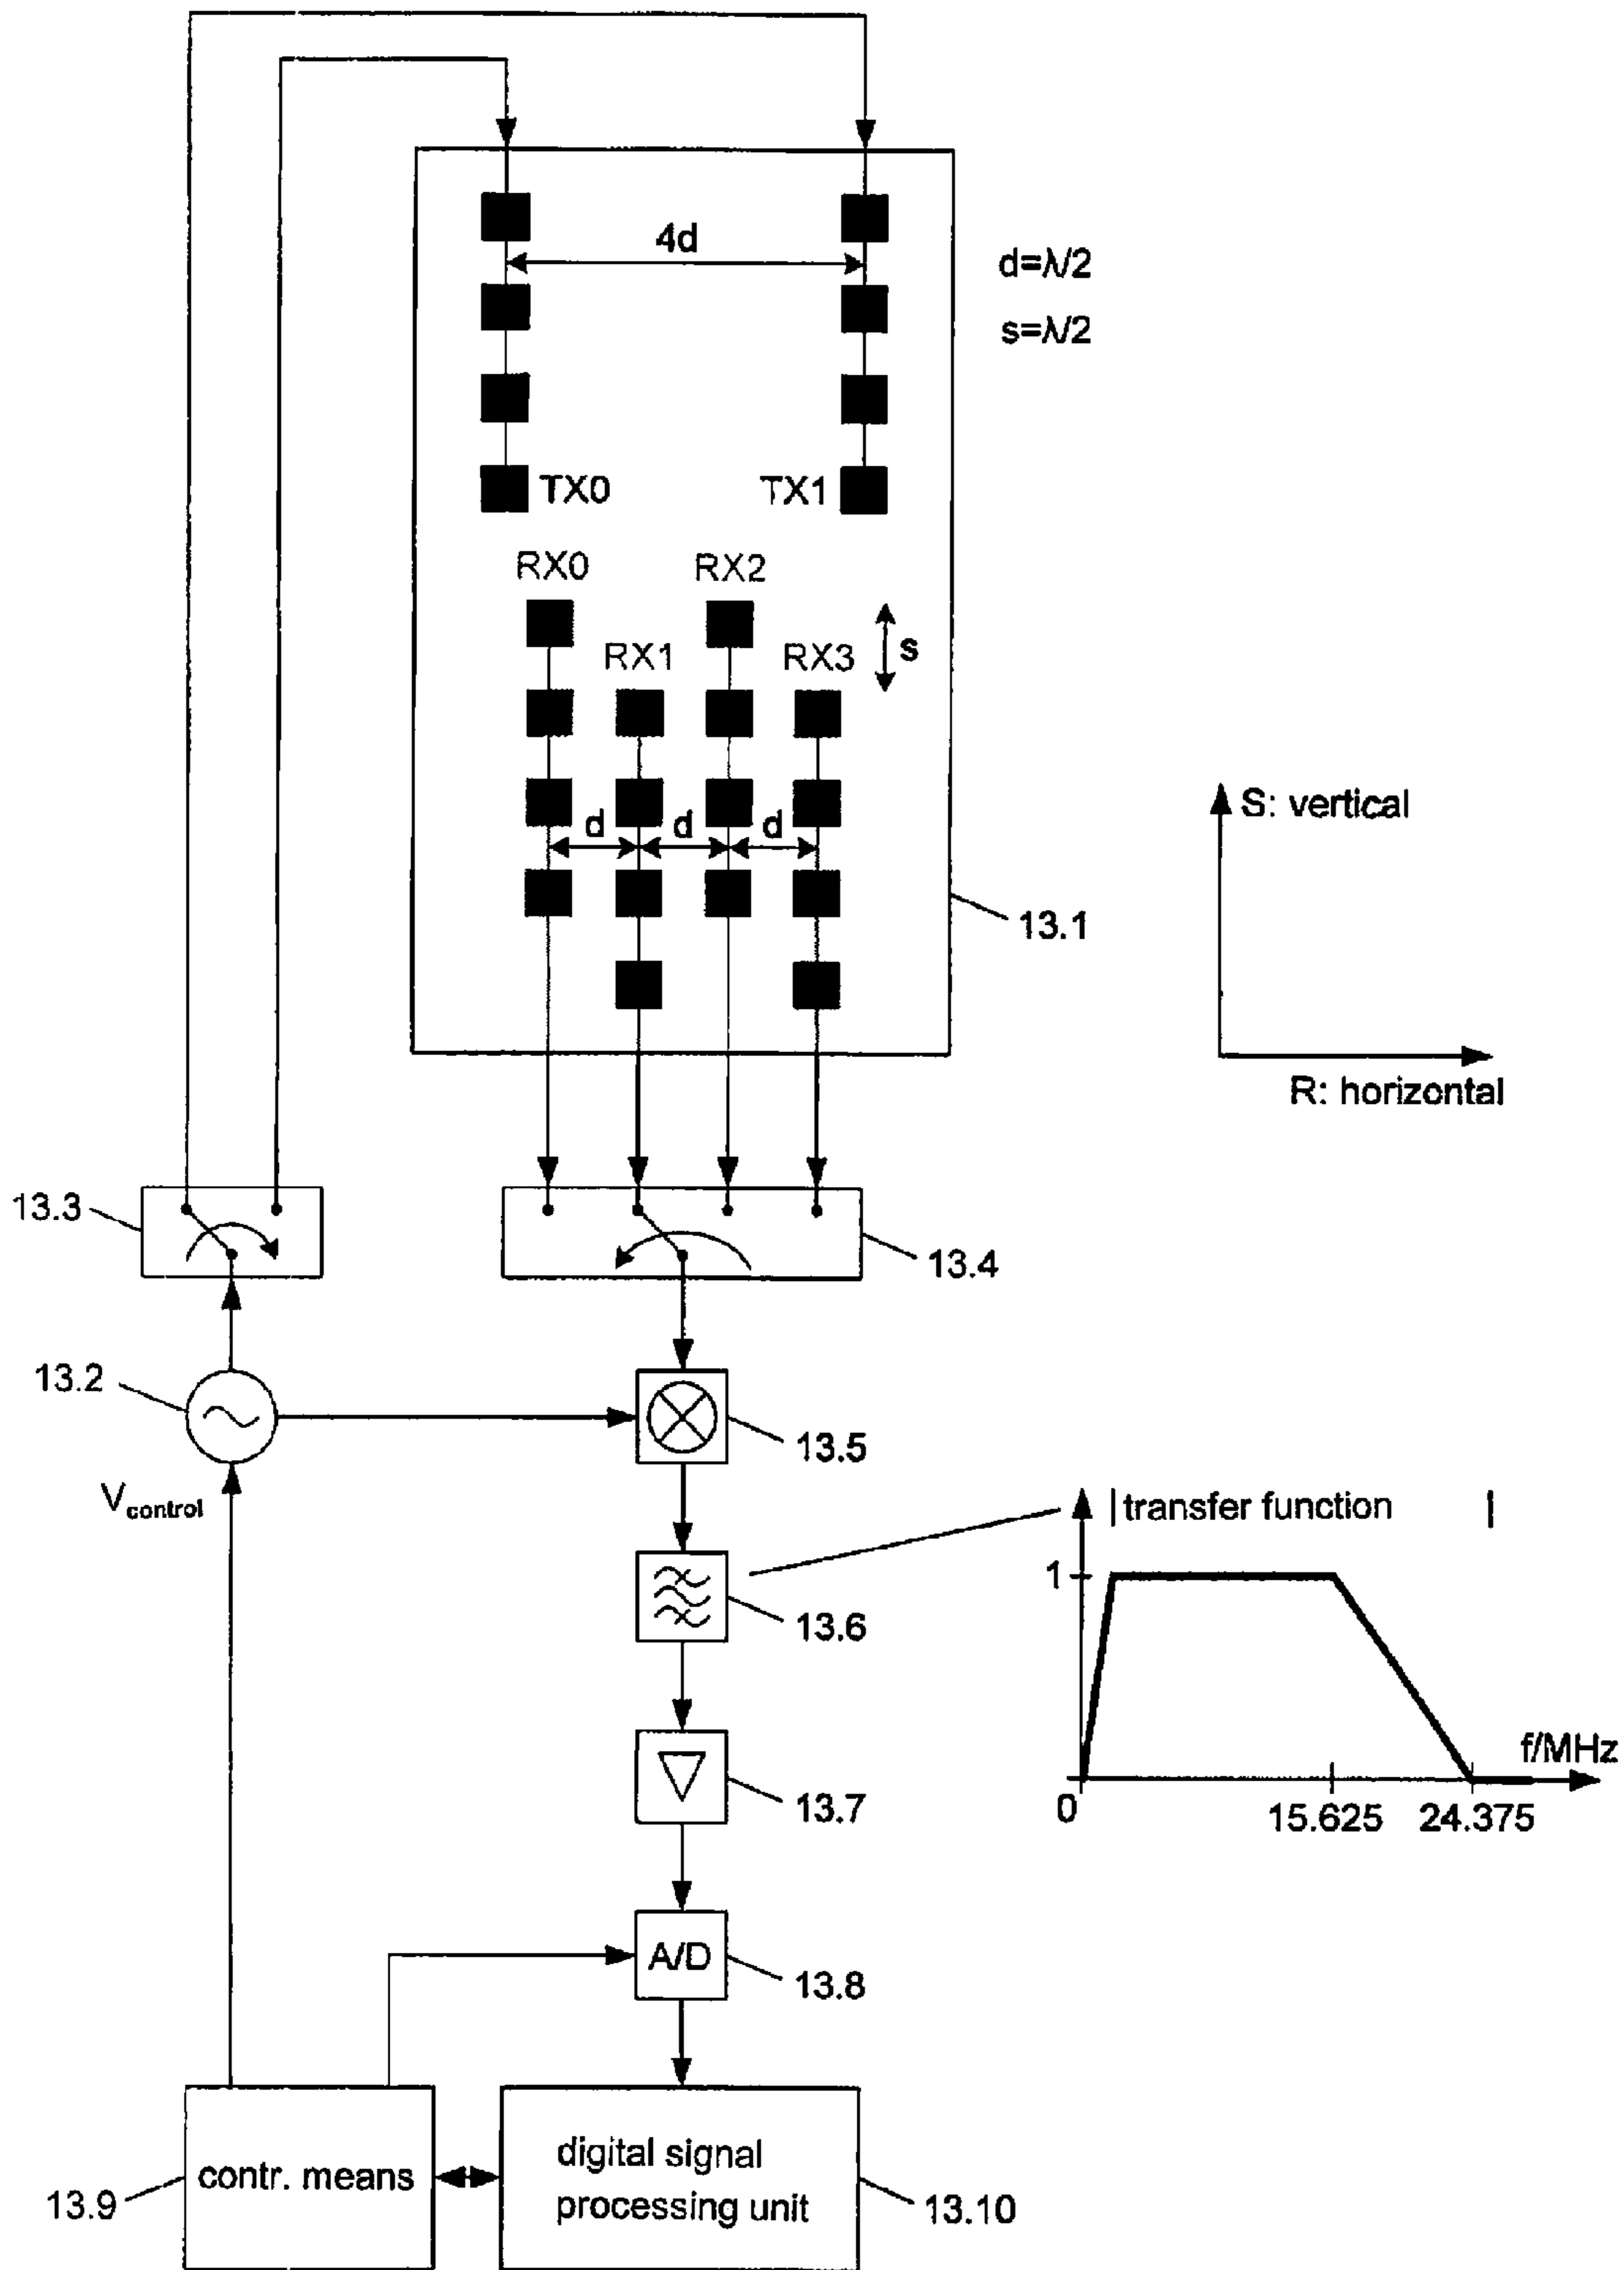 4d
d=λ/2
s=λ/2
TX0
TX1
RX0
RX2
RX1
RX3
s
d
d
d
S: vertical
13.1
R: horizontal
13.3
13.4
13.2
13.5
Vcontrol
|transfer function |
1
13.6
f/MHz
0
15.625
24.375
13.7
A/D
13.8
contr. means
digital signal
processing unit
13.9
13.10